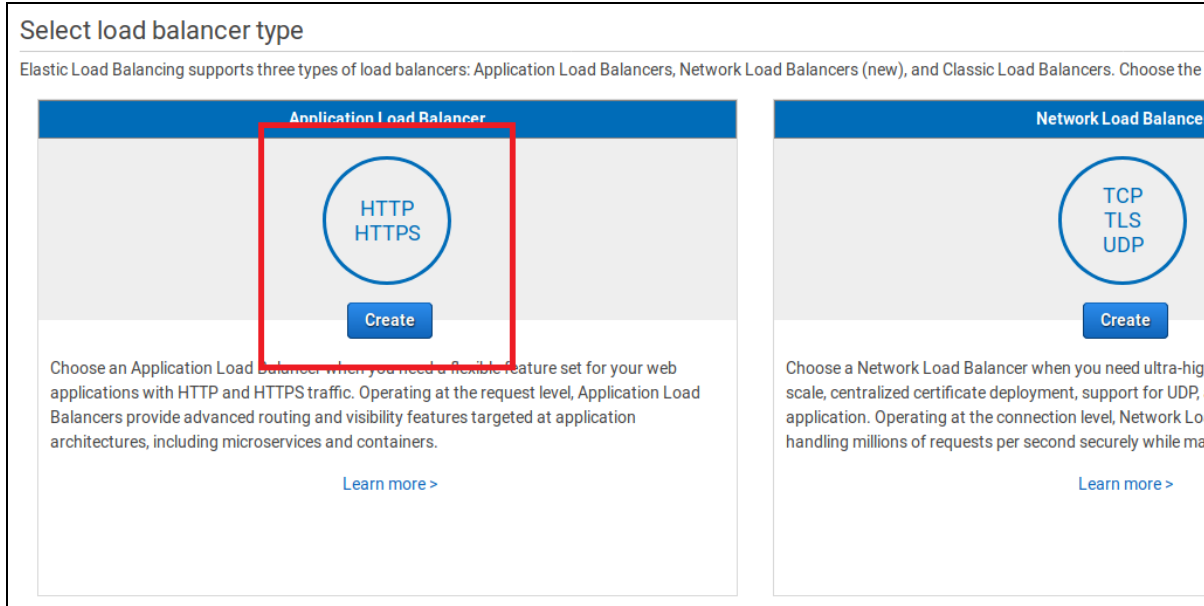 Select load balancer type
Elastic Load Balancing supports three types of load balancers: Application Load Balancers, Network Load Balancers (new), and Classic Load Balancers. Choose the
Application Load Balancer
HTTP
HTTPS
Create
Choose an Application Load Balancer when you need a flexible feature set for your web
applications with HTTP and HTTPS traffic. Operating at the request level, Application Load
Balancers provide advanced routing and visibility features targeted at application
architectures, including microservices and containers.
Learn more >
Network Load Balance
TCP
TLS
UDP
Create
Choose a Network Load Balancer when you need ultra-hig
scale, centralized certificate deployment, support for UDP,
application. Operating at the connection level, Network Lo
handling millions of requests per second securely while ma
Learn more >